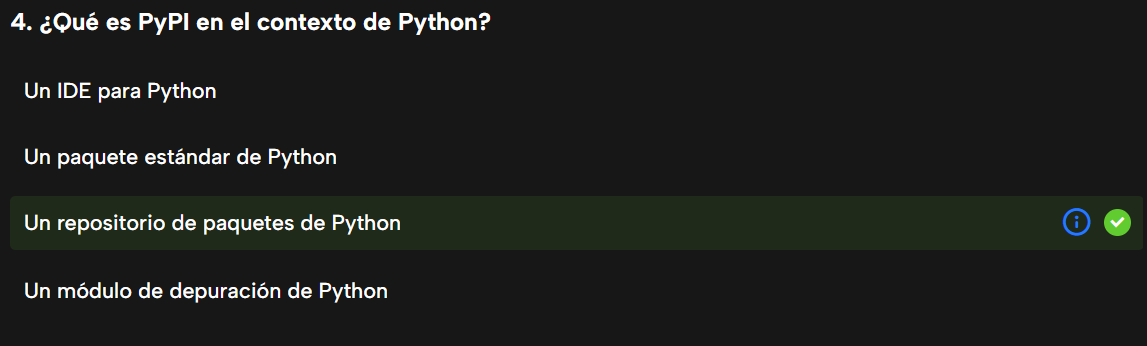 4. ¿Qué es PyPI en el contexto de Python?
Un IDE para Python
Un paquete estándar de Python
Un repositorio de paquetes de Python
Un módulo de depuración de Python